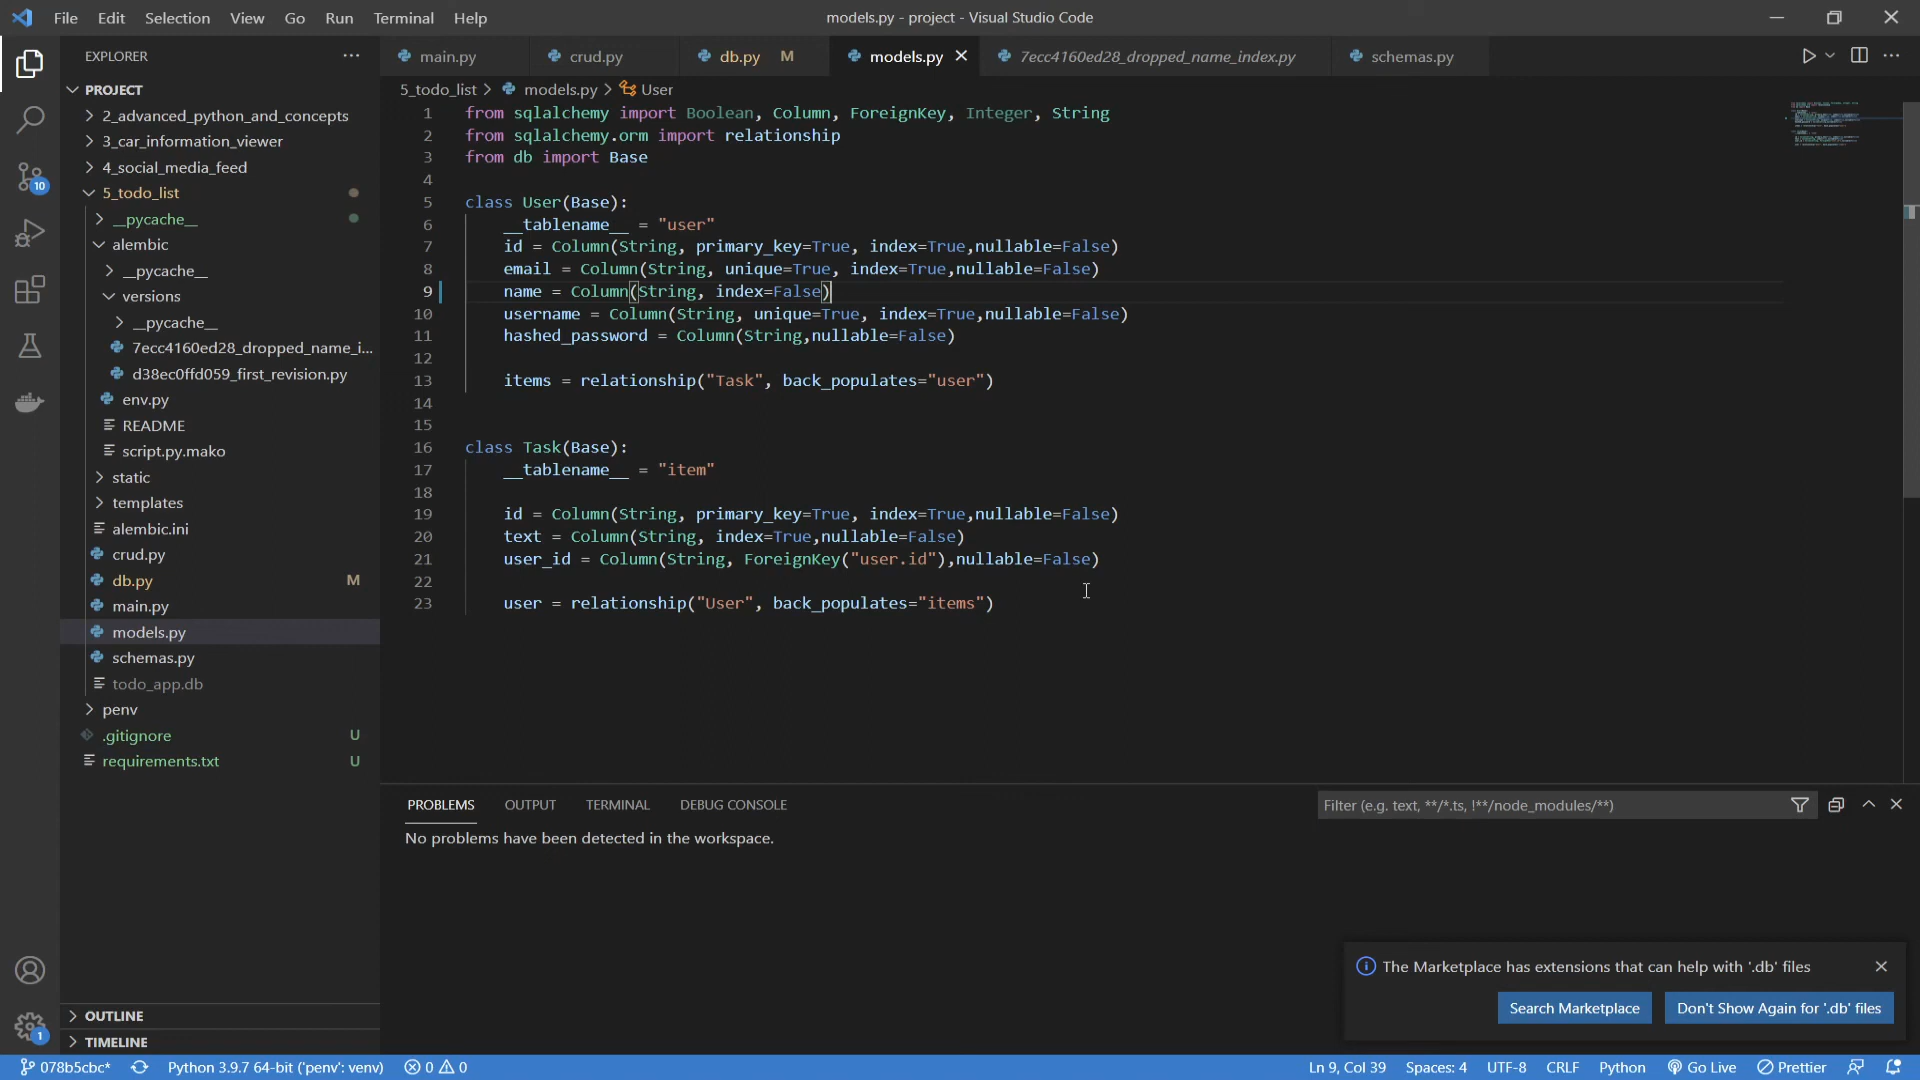 File Edit Selection View Go Run Terminal Help
models.py - project - Visual Studio Code
EXPLORER
main.py
crud.py
db.py M
models.py
7ecc4160ed28_dropped_name_index.py
schemas.py
PROJECT
2_advanced_python_and_concepts
3_car_information_viewer
4_social_media_feed
5_todo_list
__pycache__
alembic
__pycache__
versions
__pycache__
7ecc4160ed28_dropped_name_i...
d38ec0ffd059_first_revision.py
env.py
README
script.py.mako
static
templates
alembic.ini
crud.py
db.py M
main.py
models.py
schemas.py
todo_app.db
penv
.gitignore U
requirements.txt U
OUTLINE
TIMELINE
10
1
5_todo_list > models.py > User
1 from sqlalchemy import Boolean, Column, ForeignKey, Integer, String
2 from sqlalchemy.orm import relationship
3 from db import Base
4
5 class User(Base):
6 __tablename__ = "user"
7 id = Column(String, primary_key=True, index=True,nullable=False)
8 email = Column(String, unique=True, index=True,nullable=False)
9 name = Column(String, index=False)
10 username = Column(String, unique=True, index=True,nullable=False)
11 hashed_password = Column(String,nullable=False)
12
13 items = relationship("Task", back_populates="user")
14
15
16 class Task(Base):
17 __tablename__ = "item"
18
19 id = Column(String, primary_key=True, index=True,nullable=False)
20 text = Column(String, index=True,nullable=False)
21 user_id = Column(String, ForeignKey("user.id"),nullable=False)
22
23 user = relationship("User", back_populates="items")
PROBLEMS OUTPUT TERMINAL DEBUG CONSOLE
Filter (e.g. text, **/*.ts, !**/node_modules/**)
No problems have been detected in the workspace.
The Marketplace has extensions that can help with '.db' files
Search Marketplace
Don't Show Again for '.db' files
078b5cbc* Python 3.9.7 64-bit ('penv': venv) 0 0
Ln 9, Col 39 Spaces: 4 UTF-8 CRLF Python Go Live Prettier